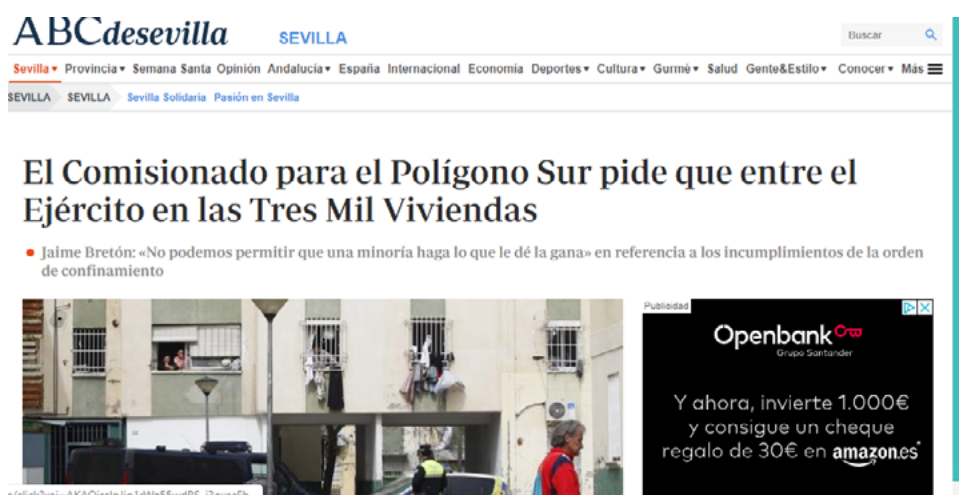 ABCdesevilla SEVILLA Buscar
Sevilla Provincia Semana Santa Opinión Andalucía España Internacional Economía Deportes Cultura Gurmé Salud Gente&Estilo Conocer Más
SEVILLA SEVILLA Sevilla Solidaria Pasión en Sevilla
El Comisionado para el Polígono Sur pide que entre el
Ejército en las Tres Mil Viviendas
Jaime Bretón: «No podemos permitir que una minoría haga lo que le dé la gana» en referencia a los incumplimientos de la orden
de confinamiento
Publicidad
Openbank
Grupo Santander
Y ahora, invierte 1.000€
y consigue un cheque
regalo de 30€ en amazon.es*